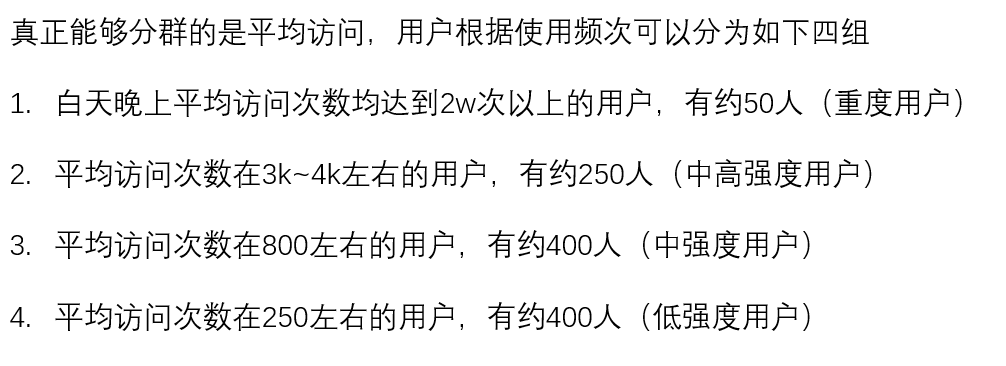 真正能够分群的是平均访问，用户根据使用频次可以分为如下四组
1. 白天晚上平均访问次数均达到2w次以上的用户，有约50人（重度用户）
2. 平均访问次数在3k~4k左右的用户，有约250人（中高强度用户）
3. 平均访问次数在800左右的用户，有约400人（中强度用户）
4. 平均访问次数在250左右的用户，有约400人（低强度用户）